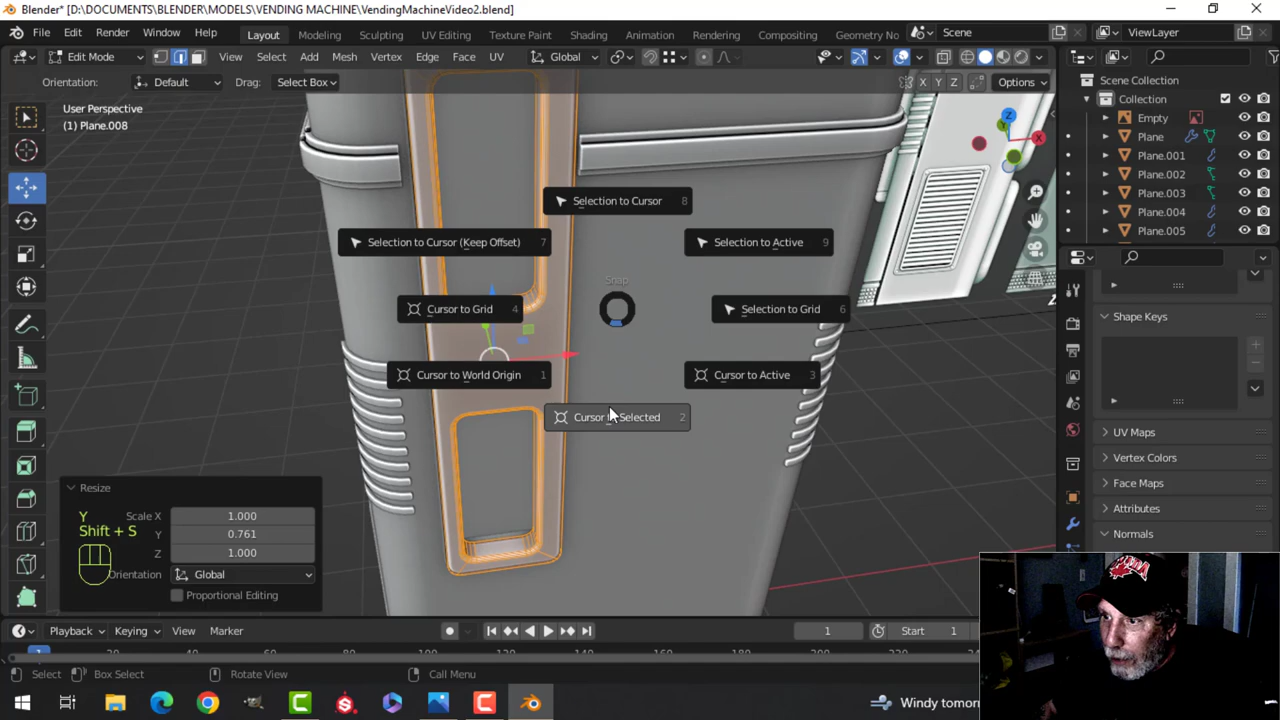 Blender* [D:\DOCUMENTS\BLENDER\MODELS\VENDING MACHINE\VendingMachineVideo2.blend]
File Edit Render Window Help Layout Modeling Sculpting UV Editing Texture Paint Shading Animation Rendering Compositing Geometry No Scene ViewLayer
Edit Mode View Select Add Mesh Vertex Edge Face UV Global
Orientation: Default Drag: Select Box X Y Z Options
User Perspective
(1) Plane.008
Scene Collection
Collection
Empty
Plane
Plane.001
Plane.002
Plane.003
Plane.004
Plane.005
Z
X
Selection to Cursor 8
Selection to Cursor (Keep Offset) 7
Selection to Active 9
Snap
Cursor to Grid 4
Selection to Grid 6
Cursor to World Origin 1
Cursor to Active 3
Cursor to Selected 2
Shape Keys
UV Maps
Vertex Colors
Face Maps
Attributes
Normals
Resize
Y
Shift + S
Scale X 1.000
Y 0.761
Z 1.000
Orientation Global
Proportional Editing
Playback Keying View Marker 1 Start 1
Select Box Select Rotate View Call Menu
Windy tomorr